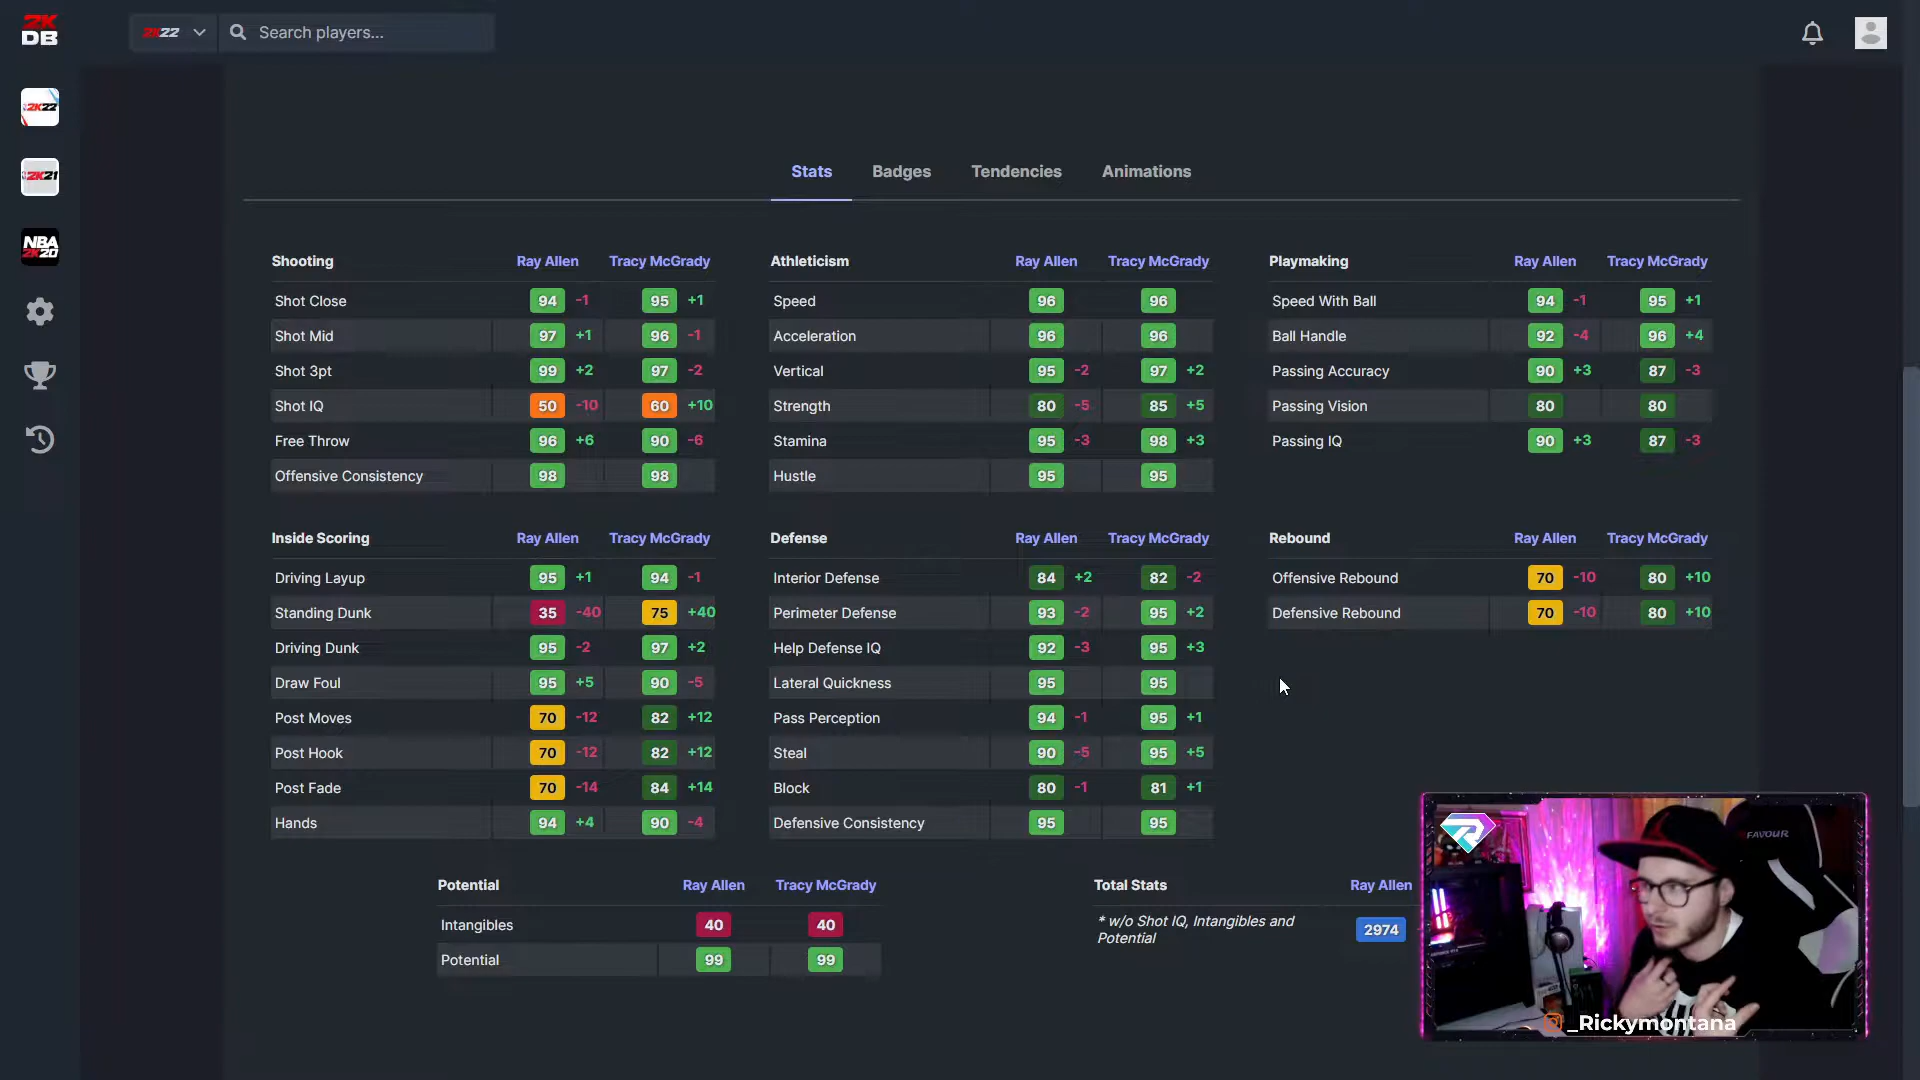 2K DB
2K22 Search players...
2K22
2K21
NBA 2K20
Stats Badges Tendencies Animations
Shooting Ray Allen Tracy McGrady
Shot Close 94 -1 95 +1
Shot Mid 97 +1 96 -1
Shot 3pt 99 +2 97 -2
Shot IQ 50 -10 60 +10
Free Throw 96 +6 90 -6
Offensive Consistency 98 98
Athleticism Ray Allen Tracy McGrady
Speed 96 96
Acceleration 96 96
Vertical 95 -2 97 +2
Strength 80 -5 85 +5
Stamina 95 -3 98 +3
Hustle 95 95
Playmaking Ray Allen Tracy McGrady
Speed With Ball 94 -1 95 +1
Ball Handle 92 -4 96 +4
Passing Accuracy 90 +3 87 -3
Passing Vision 80 80
Passing IQ 90 +3 87 -3
Inside Scoring Ray Allen Tracy McGrady
Driving Layup 95 +1 94 -1
Standing Dunk 35 -40 75 +40
Driving Dunk 95 -2 97 +2
Draw Foul 95 +5 90 -5
Post Moves 70 -12 82 +12
Post Hook 70 -12 82 +12
Post Fade 70 -14 84 +14
Hands 94 +4 90 -4
Defense Ray Allen Tracy McGrady
Interior Defense 84 +2 82 -2
Perimeter Defense 93 -2 95 +2
Help Defense IQ 92 -3 95 +3
Lateral Quickness 95 95
Pass Perception 94 -1 95 +1
Steal 90 -5 95 +5
Block 80 -1 81 +1
Defensive Consistency 95 95
Rebound Ray Allen Tracy McGrady
Offensive Rebound 70 -10 80 +10
Defensive Rebound 70 -10 80 +10
Potential Ray Allen Tracy McGrady
Intangibles 40 40
Potential 99 99
Total Stats Ray Allen
* w/o Shot IQ, Intangibles and
Potential
2974
FAVOUR
_Rickymontana